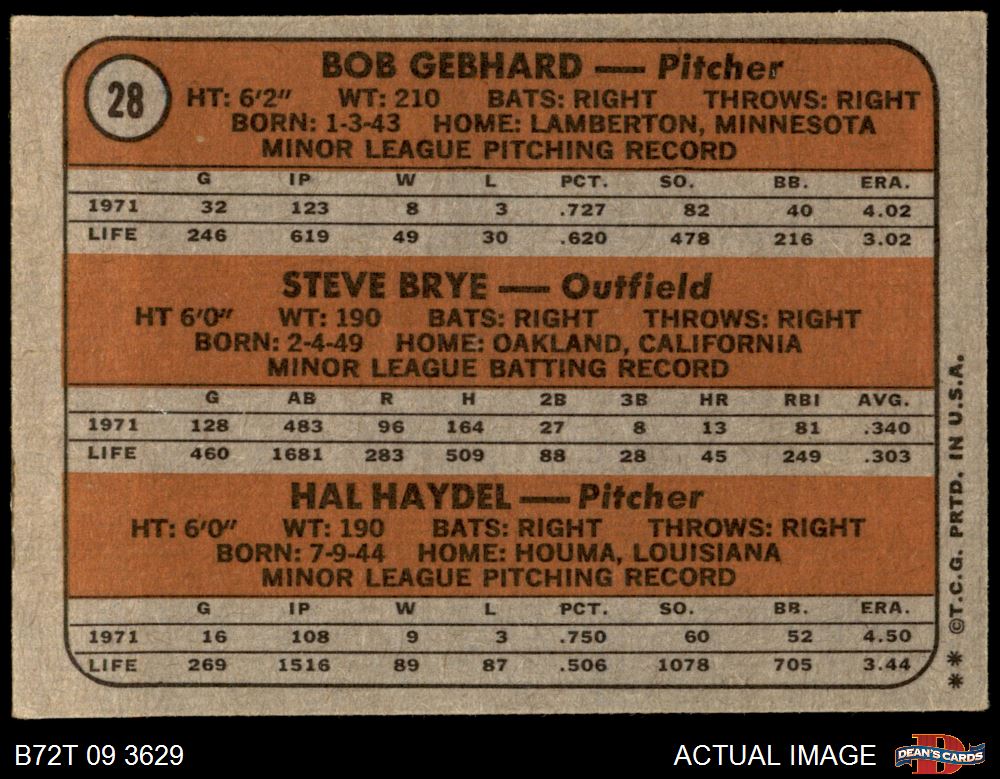 28
BOB GEBHARD — Pitcher
HT: 6'2" WT: 210 BATS: RIGHT THROWS: RIGHT
BORN: 1-3-43 HOME: LAMBERTON, MINNESOTA
MINOR LEAGUE PITCHING RECORD
G IP W L PCT. SO. BB. ERA.
1971 32 123 8 3 .727 82 40 4.02
LIFE 246 619 49 30 .620 478 216 3.02
STEVE BRYE — Outfield
HT 6'0" WT: 190 BATS: RIGHT THROWS: RIGHT
BORN: 2-4-49 HOME: OAKLAND, CALIFORNIA
MINOR LEAGUE BATTING RECORD
G AB R H 2B 3B HR RBI AVG.
1971 128 483 96 164 27 8 13 81 .340
LIFE 460 1681 283 509 88 28 45 249 .303
HAL HAYDEL — Pitcher
HT: 6'0" WT: 190 BATS: RIGHT THROWS: RIGHT
BORN: 7-9-44 HOME: HOUMA, LOUISIANA
MINOR LEAGUE PITCHING RECORD
G IP W L PCT. SO. BB. ERA.
1971 16 108 9 3 .750 60 52 4.50
LIFE 269 1516 89 87 .506 1078 705 3.44
** ©T.C.G. PRTD. IN U.S.A.
B72T 09 3629
ACTUAL IMAGE
D
DEAN'S CARDS